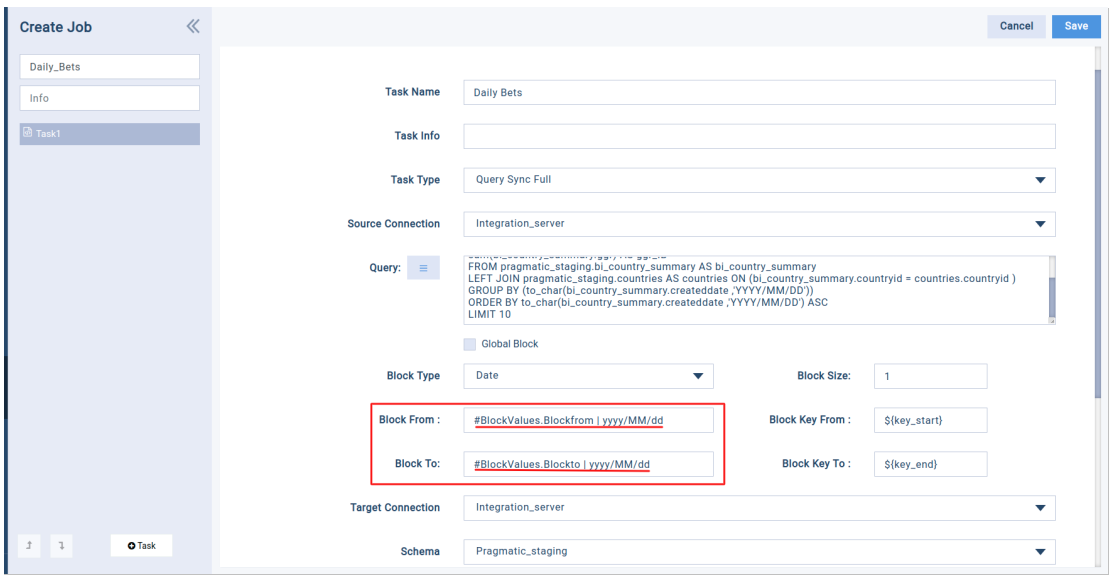 Create Job
Cancel
Save
Daily_Bets
Info
Task1
Task Name
Daily Bets
Task Info
Task Type
Query Sync Full
Source Connection
Integration_server
Query:
FROM pragmatic_staging.bi_country_summary AS bi_country_summary
LEFT JOIN pragmatic_staging.countries AS countries ON (bi_country_summary.countryid = countries.countryid )
GROUP BY (to_char(bi_country_summary.createddate ,'YYYY/MM/DD'))
ORDER BY to_char(bi_country_summary.createddate ,'YYYY/MM/DD') ASC
LIMIT 10
Global Block
Block Type
Date
Block Size:
1
Block From :
#BlockValues.Blockfrom | yyyy/MM/dd
Block Key From :
${key_start}
Block To:
#BlockValues.Blockto | yyyy/MM/dd
Block Key To :
${key_end}
Target Connection
Integration_server
Schema
Pragmatic_staging
Task